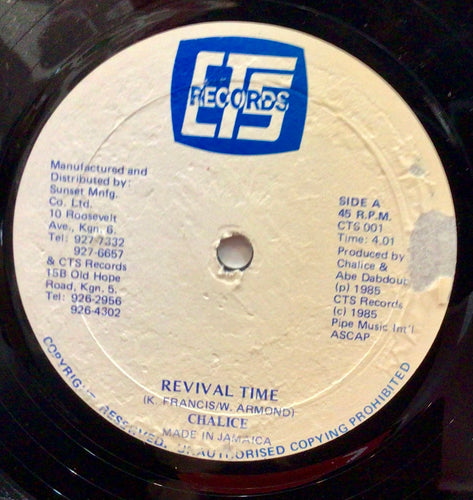 CTS
RECORDS
Manufactured and
Distributed by:
Sunset Mnfg.
Co. Ltd.
10 Roosevelt
Ave., Kgn. 6.
Tel: 927-7332
927-6657
& CTS Records
15B Old Hope
Road, Kgn. 5.
Tel: 926-2956
926-4302
SIDE A
45 R.P.M.
CTS 001
Time: 4.01
Produced by
Chalice &
Abe Dabdoub
(p) 1985
CTS Records
(c) 1985
Pipe Music Int'l
ASCAP
REVIVAL TIME
(K. FRANCIS/W. ARMOND)
CHALICE
MADE IN JAMAICA
COPYRIGHT RESERVED. UNAUTHORISED COPYING PROHIBITED